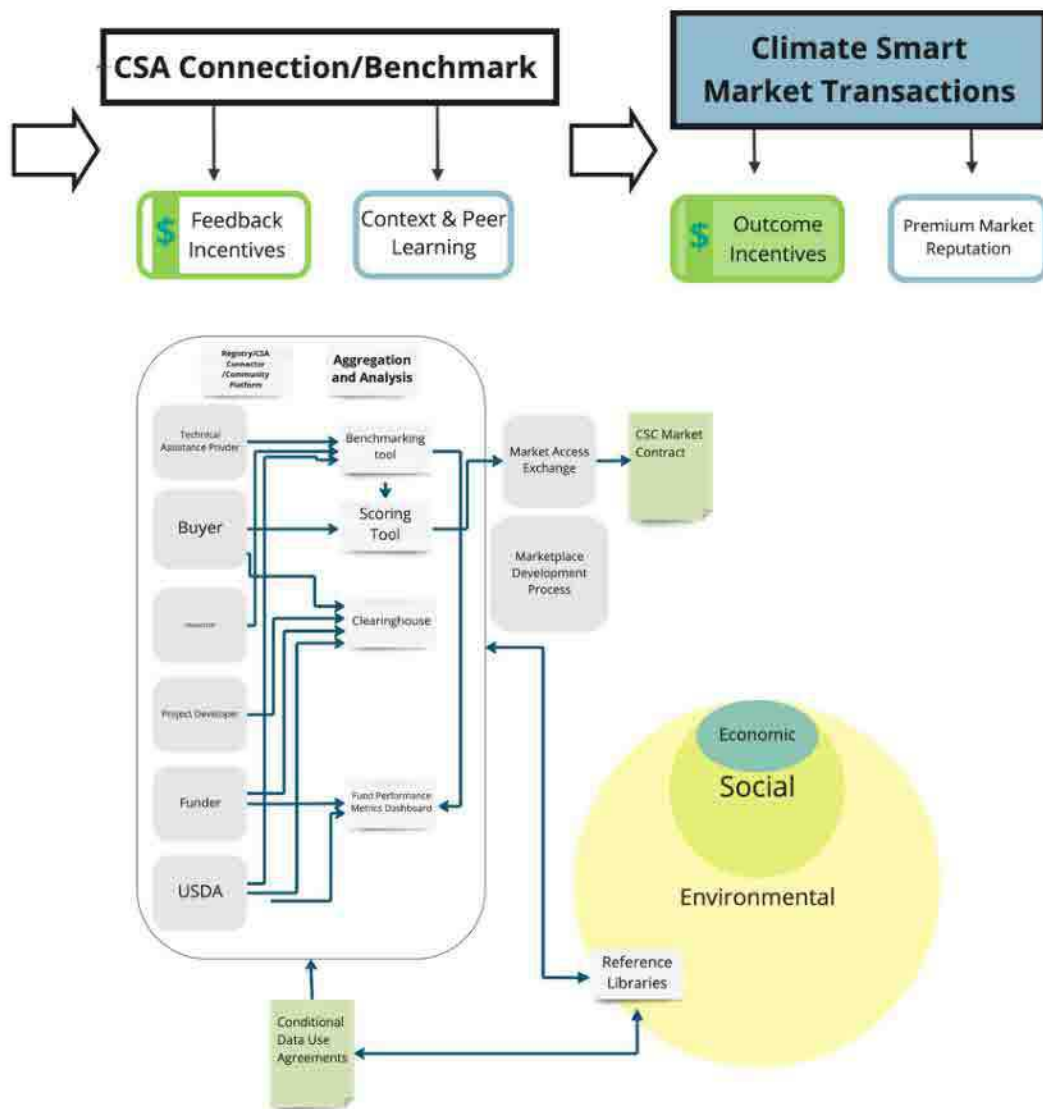 CSA Connection/Benchmark
Climate Smart
Market Transactions
$
Feedback
Incentives
Context & Peer
Learning
$
Outcome
Incentives
Premium Market
Reputation
Registry/CSA
Connector
/Community
Platform
Aggregation
and Analysis
Technical
Assistance Privder
Benchmarking
tool
Market Access
Exchange
CSC Market
Contract
Buyer
Scoring
Tool
Marketplace
Development
Process
Clearinghouse
Project Developer
Economic
Social
Funder
Fund Performance
Metrics Dashboard
USDA
Environmental
Reference
Libraries
Conditional
Data Use
Agreements